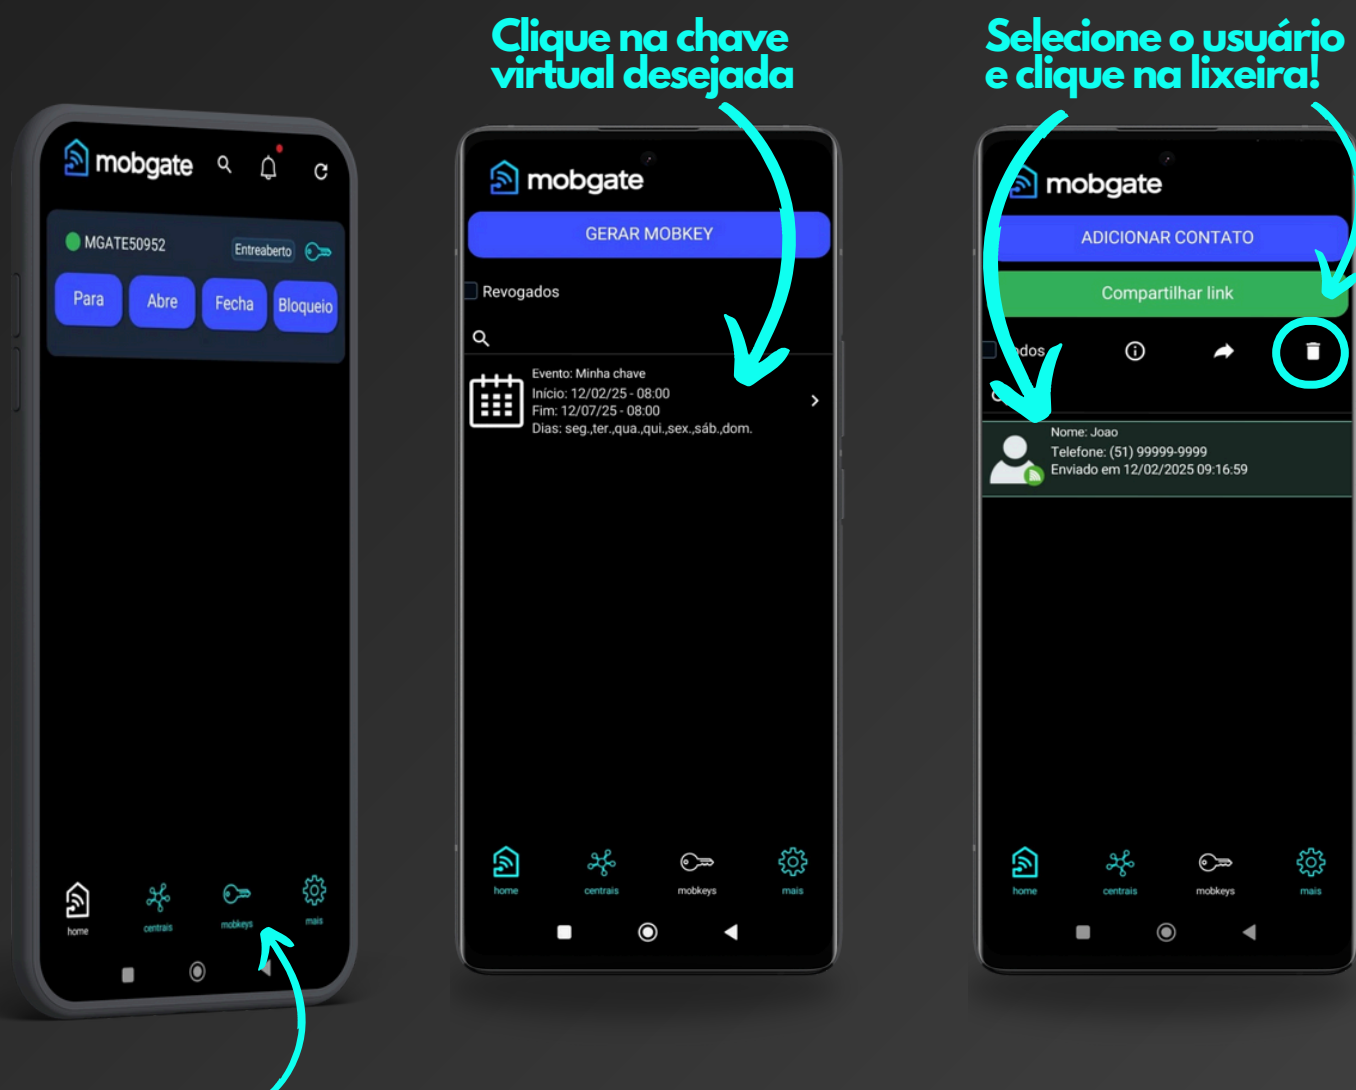 Clique na chave
virtual desejada
Selecione o usuário
e clique na lixeira!
mobgate
MGATE50952
Entreaberto
Para
Abre
Fecha
Bloqueio
home
centrais
mobkeys
mais
mobgate
GERAR MOBKEY
Revogados
Evento: Minha chave
Início: 12/02/25 - 08:00
Fim: 12/07/25 - 08:00
Dias: seg.,ter.,qua.,qui.,sex.,sáb.,dom.
home
centrais
mobkeys
mais
mobgate
ADICIONAR CONTATO
Compartilhar link
Nome: Joao
Telefone: (51) 99999-9999
Enviado em 12/02/2025 09:16:59
home
centrais
mobkeys
mais